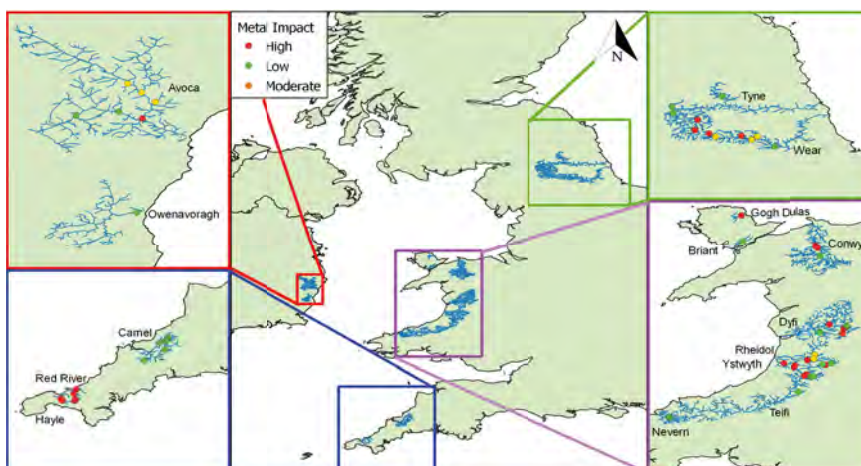 Metal Impact
High
Low
Moderate
N
Avoca
Owenavoragh
Tyne
Wear
Camel
Red River
Hayle
Gogh Dulas
Briant
Conwy
Dyfi
Rheidol
Ystwyth
Teifi
Nevern